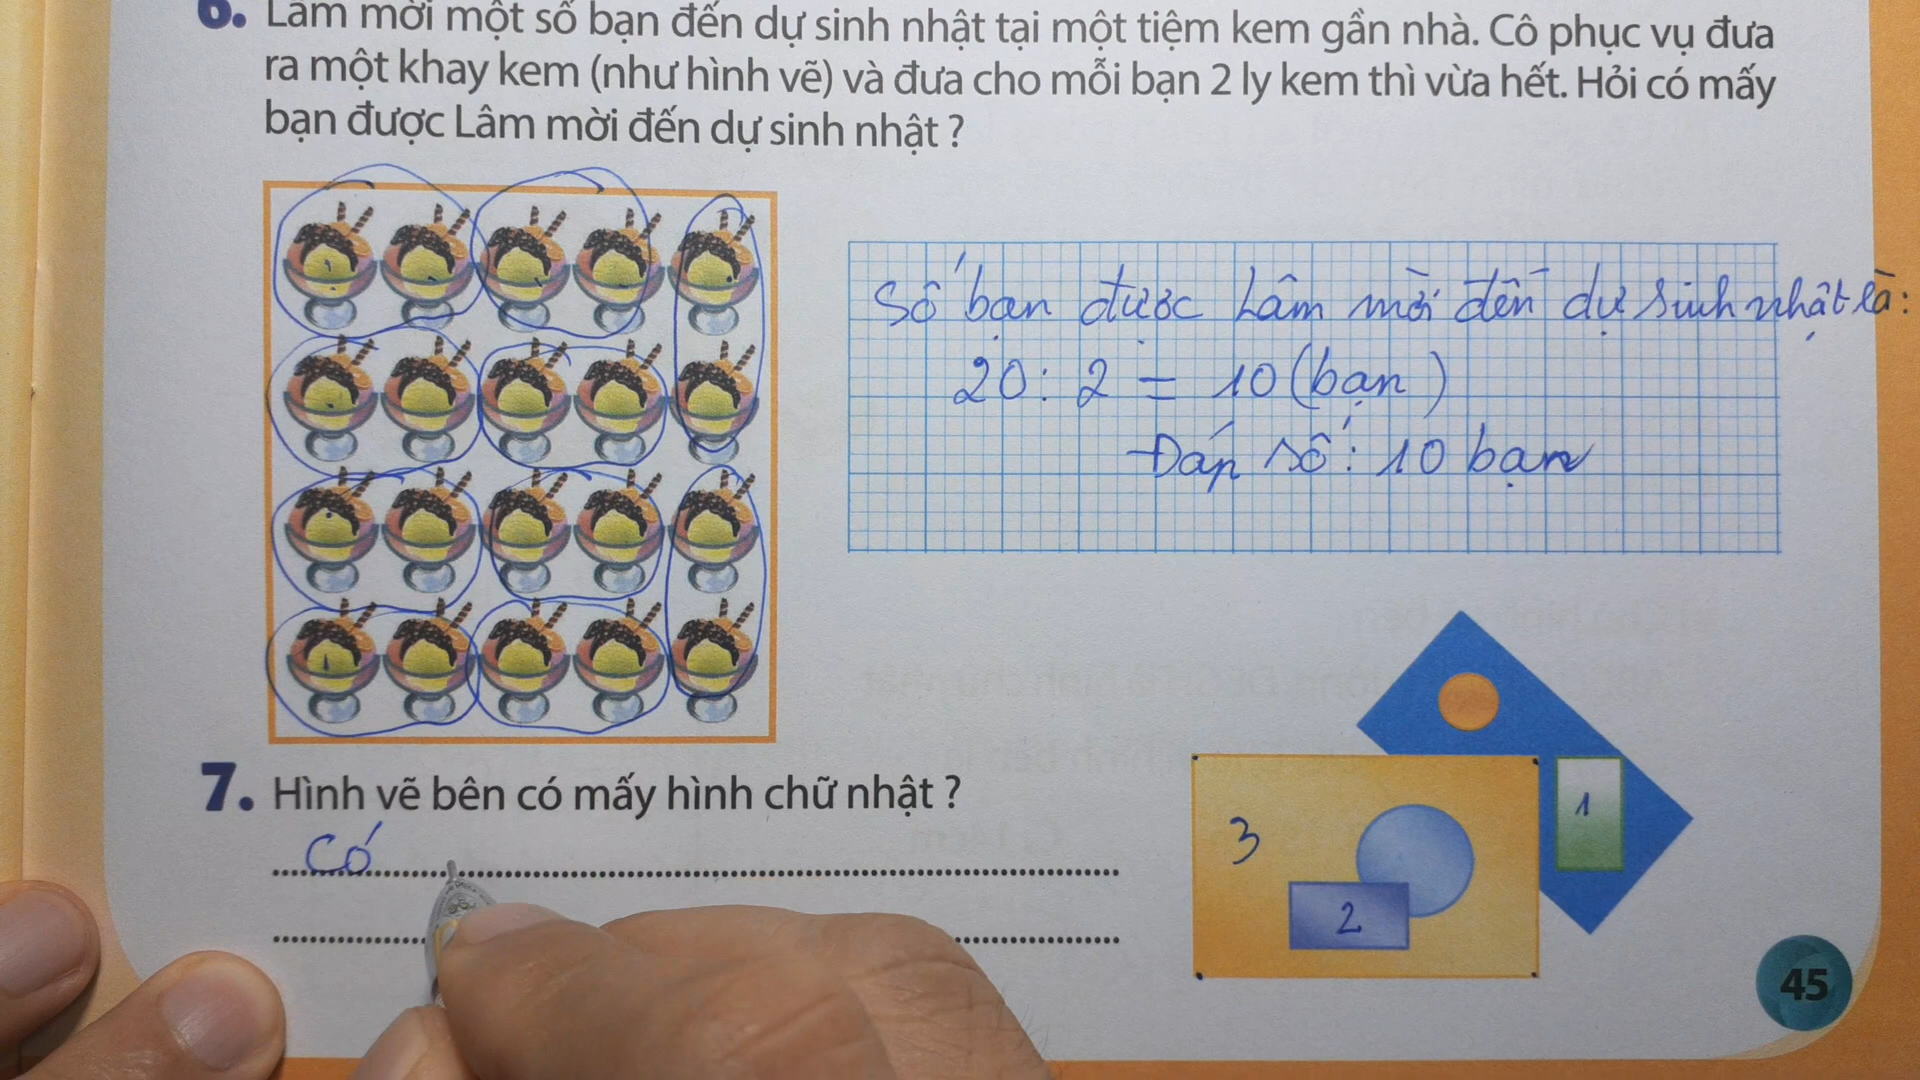 6. Lâm mời một số bạn đến dự sinh nhật tại một tiệm kem gần nhà. Cô phục vụ đưa
ra một khay kem (như hình vẽ) và đưa cho mỗi bạn 2 ly kem thì vừa hết. Hỏi có mấy
bạn được Lâm mời đến dự sinh nhật ?
Số bạn được Lâm mời đến dự sinh nhật là:
20 : 2 = 10 (bạn)
Đáp số : 10 bạn
7. Hình vẽ bên có mấy hình chữ nhật ?
Có
1
3
2
45